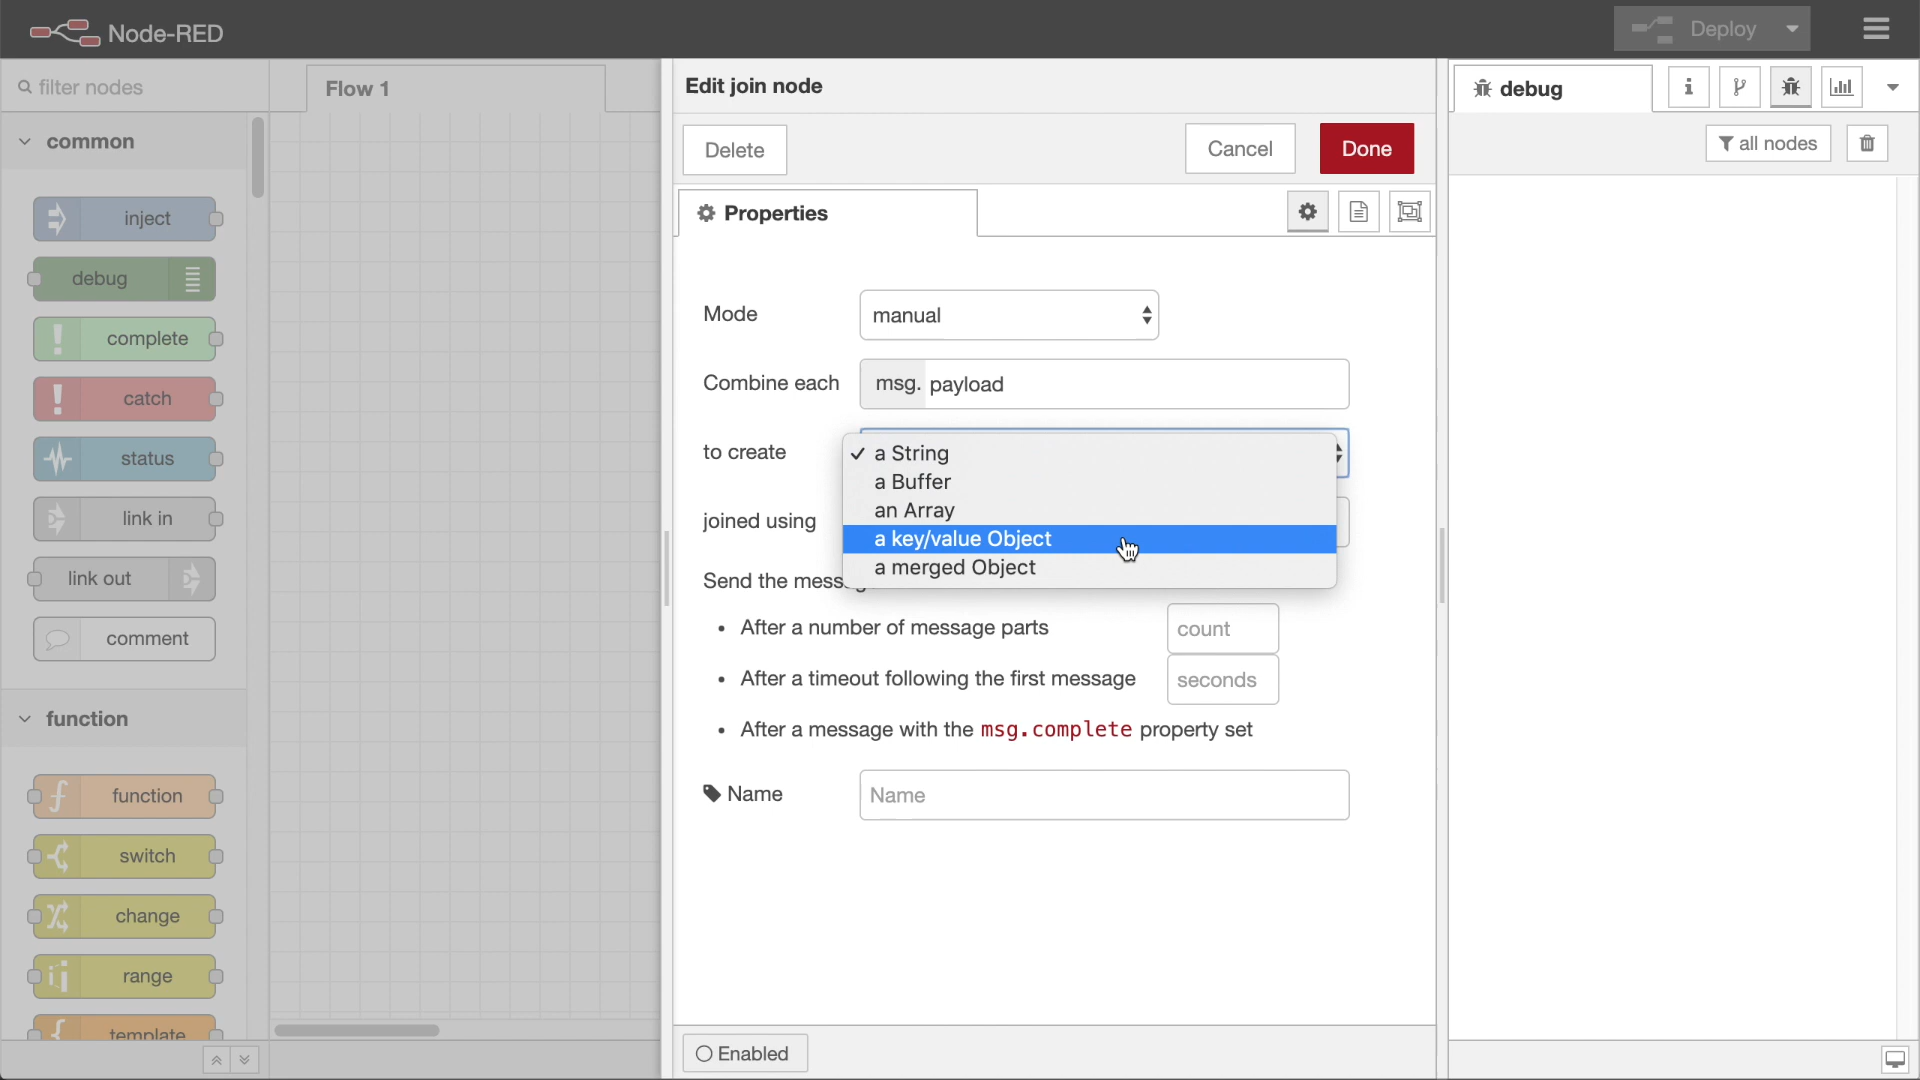 Node-RED
Deploy
filter nodes
Flow 1
Edit join node
debug
common
Delete
Cancel
Done
all nodes
inject
Properties
debug
complete
Mode
manual
catch
Combine each
msg. payload
status
to create
✓ a String
a Buffer
an Array
a key/value Object
a merged Object
link in
joined using
link out
Send the messag
comment
After a number of message parts
count
After a timeout following the first message
seconds
After a message with the msg.complete property set
function
Name
Name
function
switch
change
range
template
Enabled